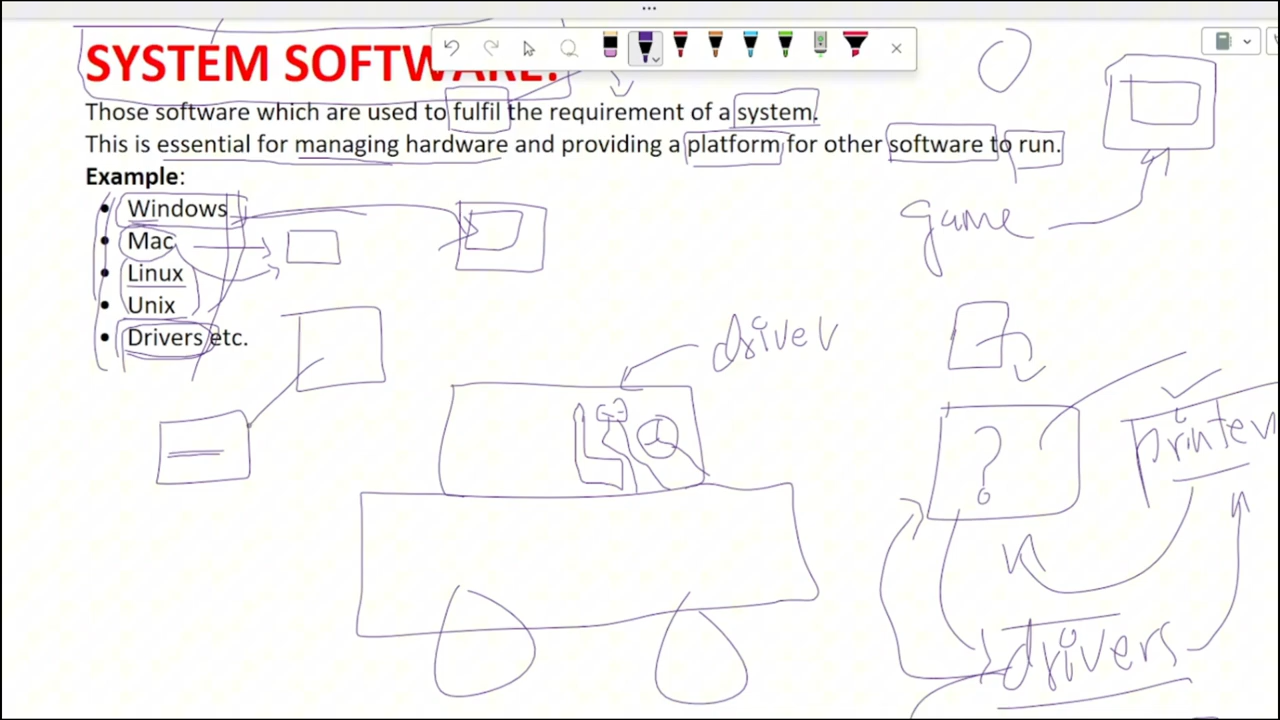 SYSTEM SOFTWARE:
Those software which are used to fulfil the requirement of a system.
This is essential for managing hardware and providing a platform for other software to run.
Example:
• Windows
• Mac
• Linux
• Unix
• Drivers etc.
game
driver
?
printer
drivers